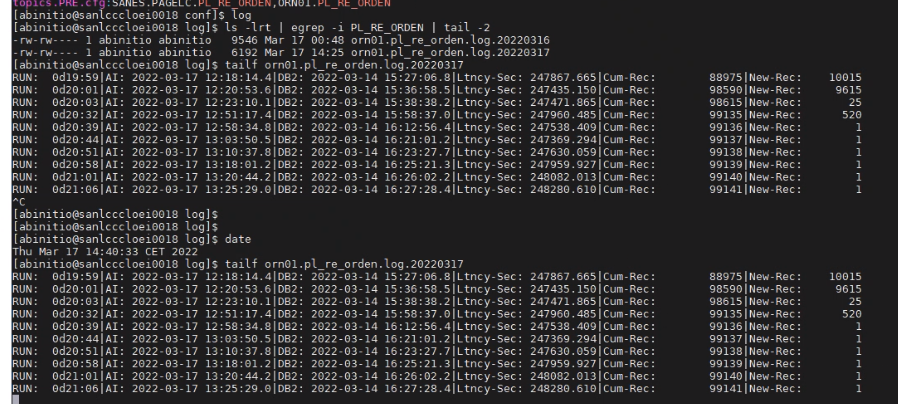 topics.PRE.cfg:SANES.PAGELC.PL_RE_ORDEN,ORN01.PL_RE_ORDEN
[abinitio@sanlcccloei0018 conf]$ log
[abinitio@sanlcccloei0018 log]$ ls -lrt | egrep -i PL_RE_ORDEN | tail -2
-rw-rw---- 1 abinitio abinitio   9546 Mar 17 00:48 orn01.pl_re_orden.log.20220316
-rw-rw---- 1 abinitio abinitio   6192 Mar 17 14:25 orn01.pl_re_orden.log.20220317
[abinitio@sanlcccloei0018 log]$ tailf orn01.pl_re_orden.log.20220317
RUN:  0d19:59|AI: 2022-03-17 12:18:14.4|DB2: 2022-03-14 15:27:06.8|Ltncy-Sec: 247867.665|Cum-Rec:        88975|New-Rec:    10015
RUN:  0d20:01|AI: 2022-03-17 12:20:53.6|DB2: 2022-03-14 15:36:58.5|Ltncy-Sec: 247435.150|Cum-Rec:        98590|New-Rec:     9615
RUN:  0d20:03|AI: 2022-03-17 12:23:10.1|DB2: 2022-03-14 15:38:38.2|Ltncy-Sec: 247471.865|Cum-Rec:        98615|New-Rec:       25
RUN:  0d20:32|AI: 2022-03-17 12:51:17.4|DB2: 2022-03-14 15:58:37.0|Ltncy-Sec: 247960.485|Cum-Rec:        99135|New-Rec:      520
RUN:  0d20:39|AI: 2022-03-17 12:58:34.8|DB2: 2022-03-14 16:12:56.4|Ltncy-Sec: 247538.409|Cum-Rec:        99136|New-Rec:        1
RUN:  0d20:44|AI: 2022-03-17 13:03:50.5|DB2: 2022-03-14 16:21:01.2|Ltncy-Sec: 247369.294|Cum-Rec:        99137|New-Rec:        1
RUN:  0d20:51|AI: 2022-03-17 13:10:37.8|DB2: 2022-03-14 16:23:27.7|Ltncy-Sec: 247630.059|Cum-Rec:        99138|New-Rec:        1
RUN:  0d20:58|AI: 2022-03-17 13:18:01.2|DB2: 2022-03-14 16:25:21.3|Ltncy-Sec: 247959.927|Cum-Rec:        99139|New-Rec:        1
RUN:  0d21:01|AI: 2022-03-17 13:20:44.2|DB2: 2022-03-14 16:26:02.2|Ltncy-Sec: 248082.013|Cum-Rec:        99140|New-Rec:        1
RUN:  0d21:06|AI: 2022-03-17 13:25:29.0|DB2: 2022-03-14 16:27:28.4|Ltncy-Sec: 248280.610|Cum-Rec:        99141|New-Rec:        1
^C
[abinitio@sanlcccloei0018 log]$
[abinitio@sanlcccloei0018 log]$
[abinitio@sanlcccloei0018 log]$ date
Thu Mar 17 14:40:33 CET 2022
[abinitio@sanlcccloei0018 log]$ tailf orn01.pl_re_orden.log.20220317
RUN:  0d19:59|AI: 2022-03-17 12:18:14.4|DB2: 2022-03-14 15:27:06.8|Ltncy-Sec: 247867.665|Cum-Rec:        88975|New-Rec:    10015
RUN:  0d20:01|AI: 2022-03-17 12:20:53.6|DB2: 2022-03-14 15:36:58.5|Ltncy-Sec: 247435.150|Cum-Rec:        98590|New-Rec:     9615
RUN:  0d20:03|AI: 2022-03-17 12:23:10.1|DB2: 2022-03-14 15:38:38.2|Ltncy-Sec: 247471.865|Cum-Rec:        98615|New-Rec:       25
RUN:  0d20:32|AI: 2022-03-17 12:51:17.4|DB2: 2022-03-14 15:58:37.0|Ltncy-Sec: 247960.485|Cum-Rec:        99135|New-Rec:      520
RUN:  0d20:39|AI: 2022-03-17 12:58:34.8|DB2: 2022-03-14 16:12:56.4|Ltncy-Sec: 247538.409|Cum-Rec:        99136|New-Rec:        1
RUN:  0d20:44|AI: 2022-03-17 13:03:50.5|DB2: 2022-03-14 16:21:01.2|Ltncy-Sec: 247369.294|Cum-Rec:        99137|New-Rec:        1
RUN:  0d20:51|AI: 2022-03-17 13:10:37.8|DB2: 2022-03-14 16:23:27.7|Ltncy-Sec: 247630.059|Cum-Rec:        99138|New-Rec:        1
RUN:  0d20:58|AI: 2022-03-17 13:18:01.2|DB2: 2022-03-14 16:25:21.3|Ltncy-Sec: 247959.927|Cum-Rec:        99139|New-Rec:        1
RUN:  0d21:01|AI: 2022-03-17 13:20:44.2|DB2: 2022-03-14 16:26:02.2|Ltncy-Sec: 248082.013|Cum-Rec:        99140|New-Rec:        1
RUN:  0d21:06|AI: 2022-03-17 13:25:29.0|DB2: 2022-03-14 16:27:28.4|Ltncy-Sec: 248280.610|Cum-Rec:        99141|New-Rec:        1